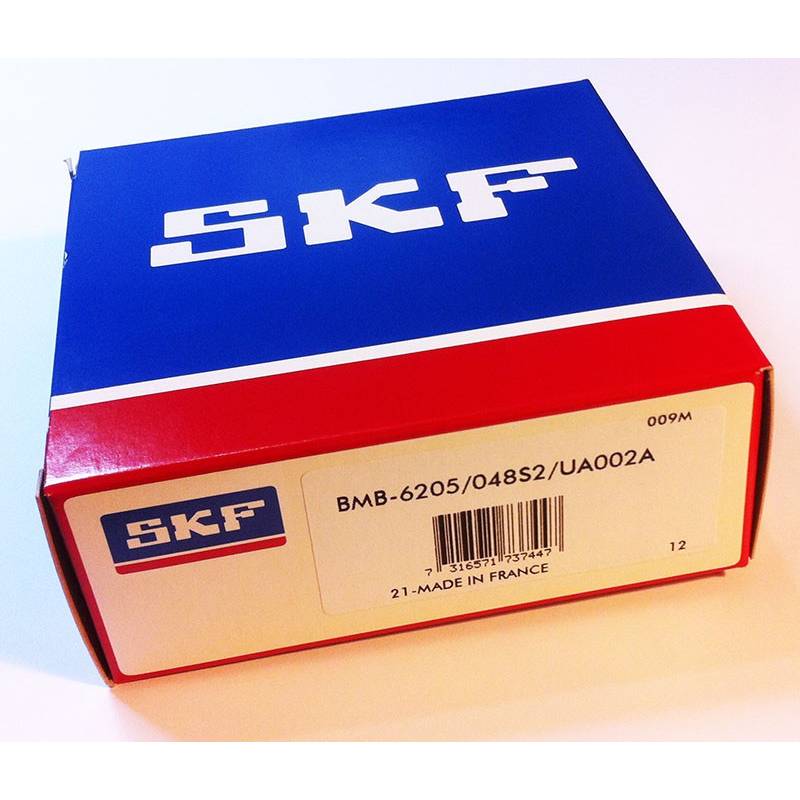 SKF
009M
BMB-6205/048S2/UA002A
SKF
7 316571 737447
12
21-MADE IN FRANCE